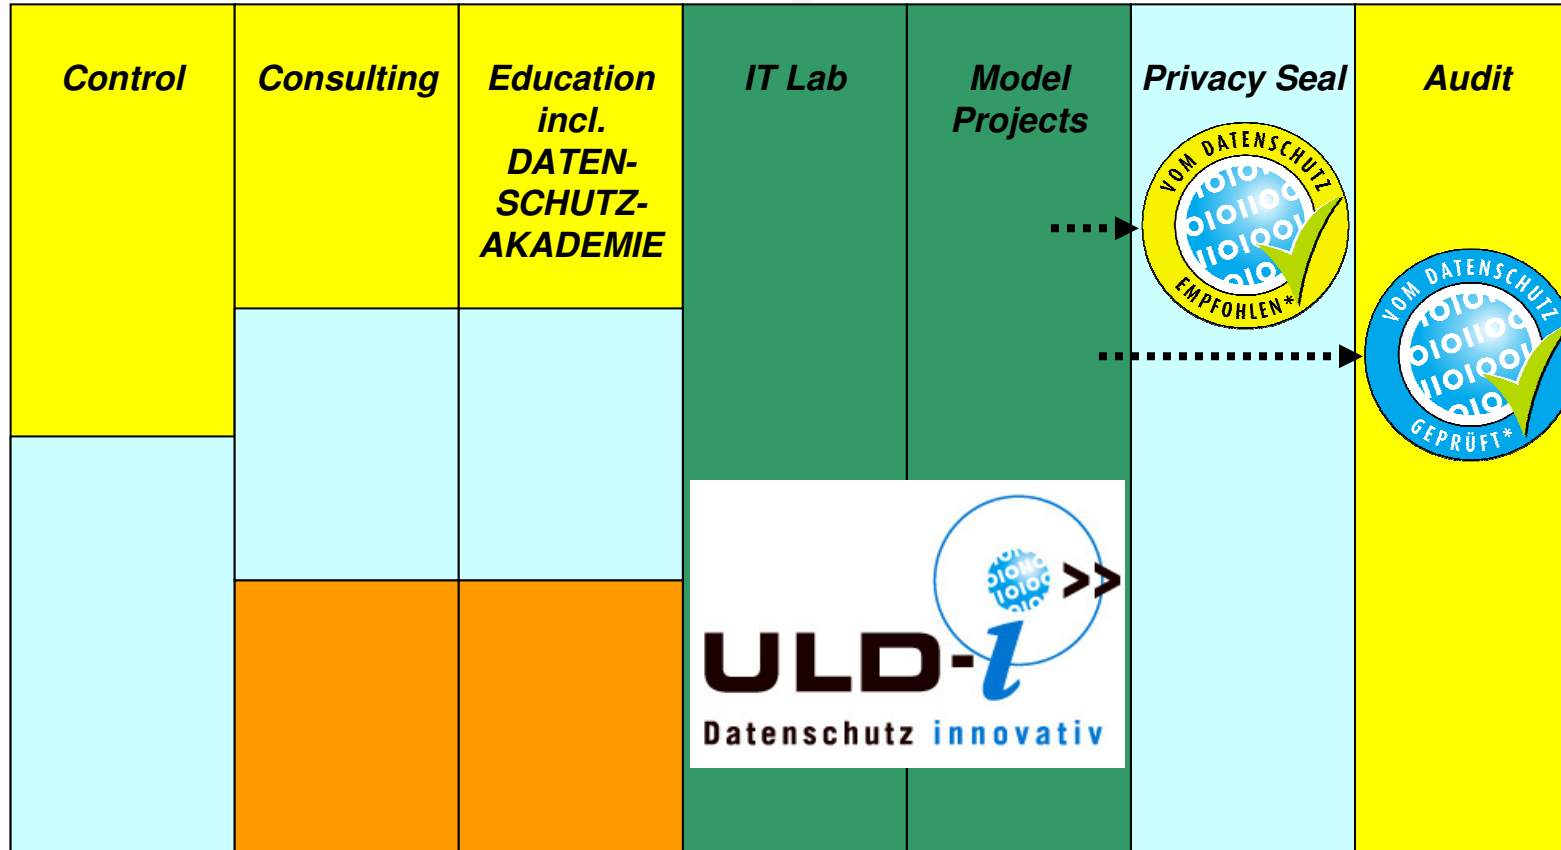 Control
Consulting
Education
incl.
DATEN-
SCHUTZ-
AKADEMIE
IT Lab
Model
Projects
Privacy Seal
Audit
VOM DATENSCHUTZ
EMPFOHLEN*
VOM DATENSCHUTZ
GEPRÜFT*
>>
ULD-i
Datenschutz innovativ